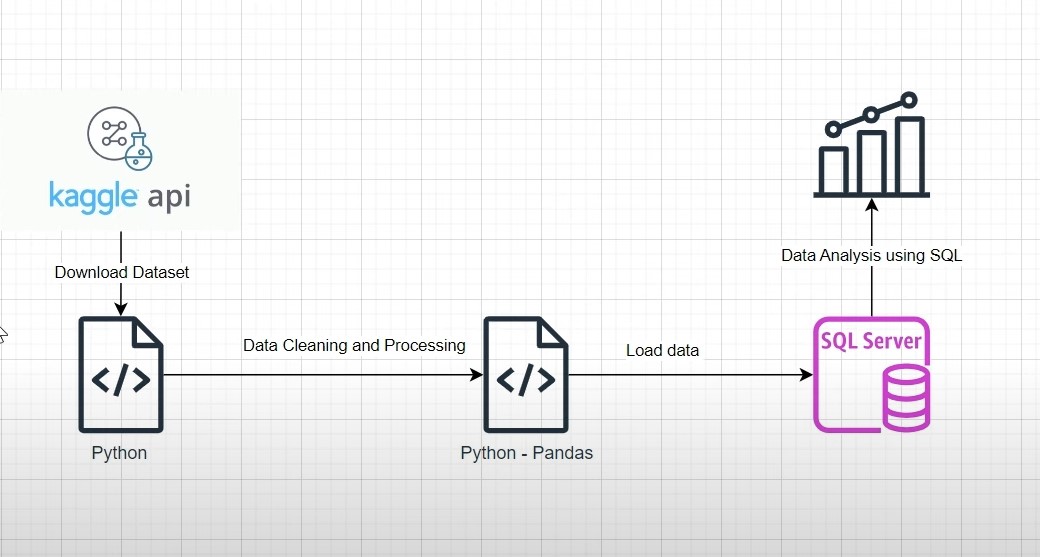 kaggle api
Download Dataset
Python
Data Cleaning and Processing
Python - Pandas
Load data
SQL Server
Data Analysis using SQL